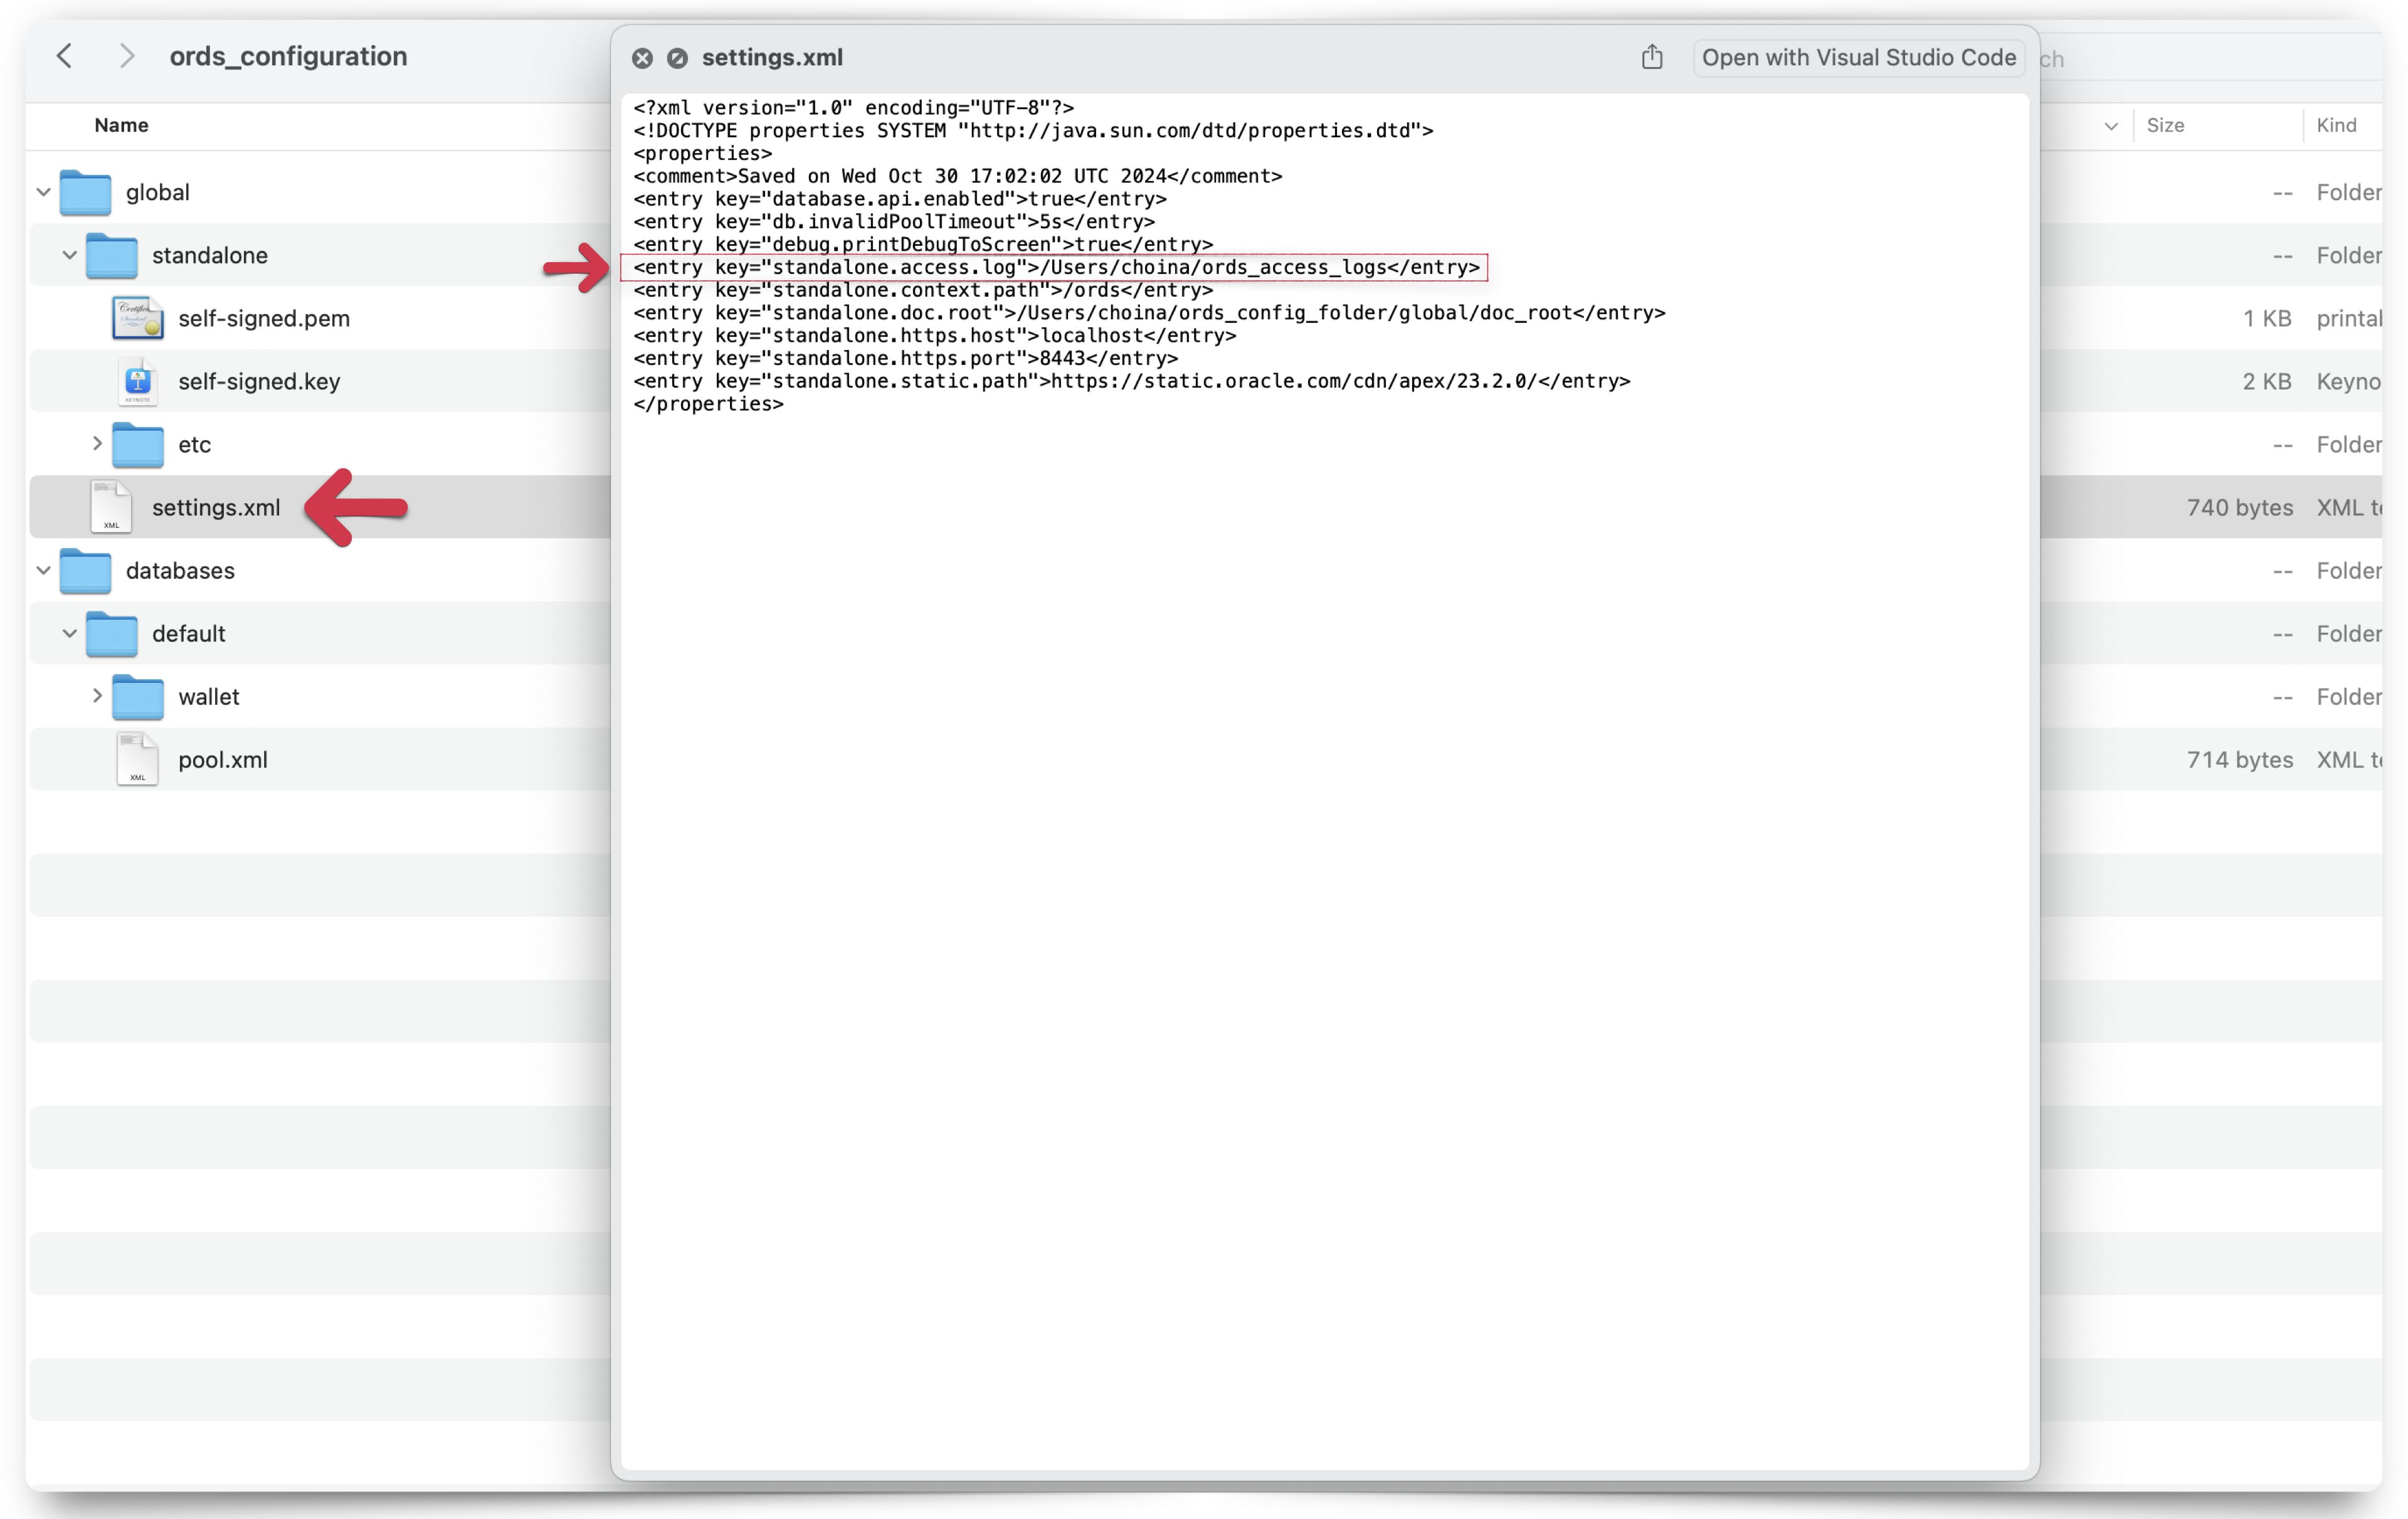 ords_configuration
Name
global
standalone
self-signed.pem
self-signed.key
etc
settings.xml
databases
default
wallet
pool.xml
settings.xml
Open with Visual Studio Code
<?xml version="1.0" encoding="UTF-8"?>
<!DOCTYPE properties SYSTEM "http://java.sun.com/dtd/properties.dtd">
<properties>
<comment>Saved on Wed Oct 30 17:02:02 UTC 2024</comment>
<entry key="database.api.enabled">true</entry>
<entry key="db.invalidPoolTimeout">5s</entry>
<entry key="debug.printDebugToScreen">true</entry>
<entry key="standalone.access.log">/Users/choina/ords_access_logs</entry>
<entry key="standalone.context.path">/ords</entry>
<entry key="standalone.doc.root">/Users/choina/ords_config_folder/global/doc_root</entry>
<entry key="standalone.https.host">localhost</entry>
<entry key="standalone.https.port">8443</entry>
<entry key="standalone.static.path">https://static.oracle.com/cdn/apex/23.2.0/</entry>
</properties>
ch
Size Kind
-- Folder
-- Folder
1 KB printa
2 KB Keyno
-- Folder
740 bytes XML te
-- Folder
-- Folder
-- Folder
714 bytes XML te
XML
KEYNOTE
XML